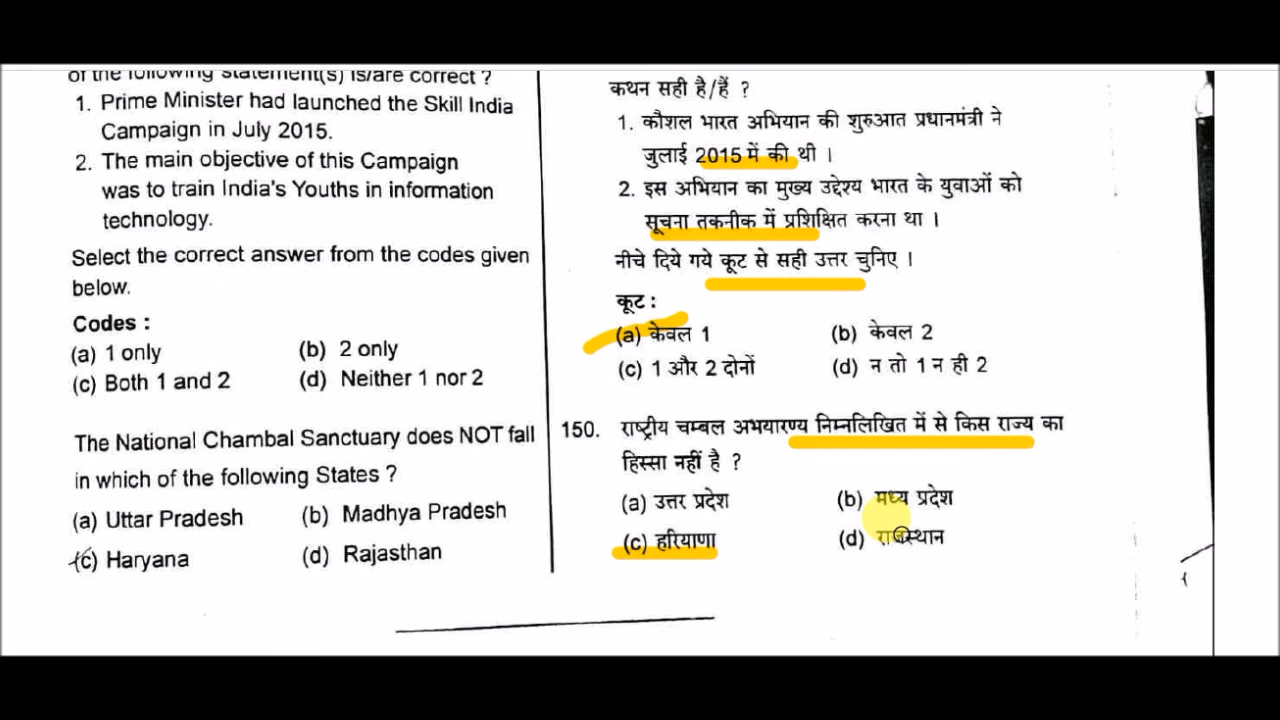 of the following statement(s) is/are correct ?
1. Prime Minister had launched the Skill India
Campaign in July 2015.
2. The main objective of this Campaign
was to train India's Youths in information
technology.
Select the correct answer from the codes given
below.
Codes :
(a) 1 only
(b) 2 only
(c) Both 1 and 2
(d) Neither 1 nor 2
The National Chambal Sanctuary does NOT fall
in which of the following States ?
(a) Uttar Pradesh
(b) Madhya Pradesh
(c) Haryana
(d) Rajasthan
कथन सही है/हैं ?
1. कौशल भारत अभियान की शुरुआत प्रधानमंत्री ने
जुलाई 2015 में की थी ।
2. इस अभियान का मुख्य उद्देश्य भारत के युवाओं को
सूचना तकनीक में प्रशिक्षित करना था ।
नीचे दिये गये कूट से सही उत्तर चुनिए ।
कूट :
(a) केवल 1
(b) केवल 2
(c) 1 और 2 दोनों
(d) न तो 1 न ही 2
150. राष्ट्रीय चम्बल अभयारण्य निम्नलिखित में से किस राज्य का
हिस्सा नहीं है ?
(a) उत्तर प्रदेश
(b) मध्य प्रदेश
(c) हरियाणा
(d) राजस्थान